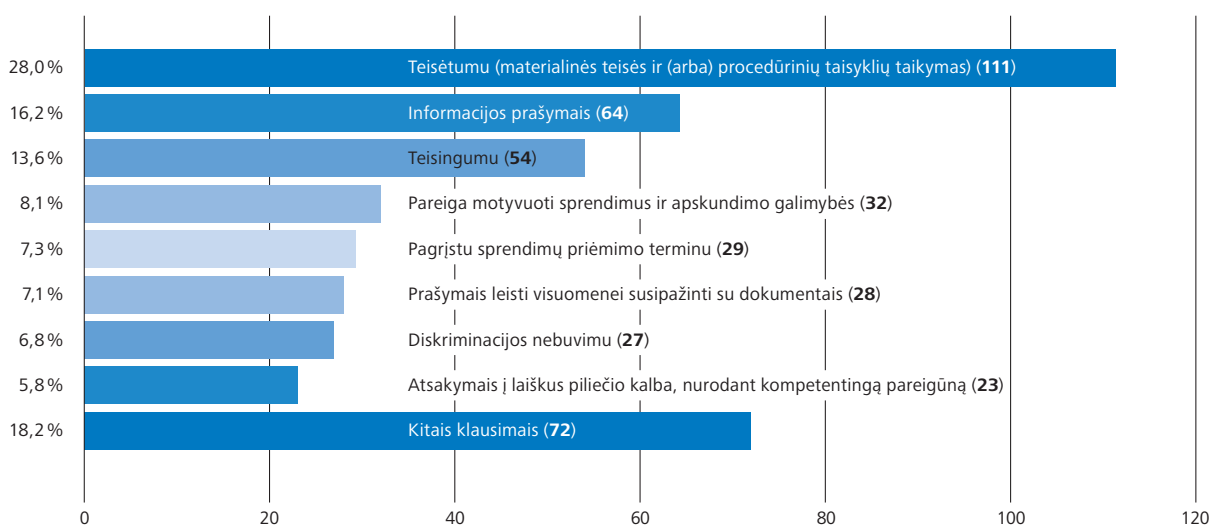 28,0 % Teisėtumu (materialinės teisės ir (arba) procedūrinių taisyklių taikymas) (111)
16,2 % Informacijos prašymais (64)
13,6 % Teisingumu (54)
8,1 % Pareiga motyvuoti sprendimus ir apskundimo galimybės (32)
7,3 % Pagrįstu sprendimų priėmimo terminu (29)
7,1 % Prašymais leisti visuomenei susipažinti su dokumentais (28)
6,8 % Diskriminacijos nebuvimu (27)
5,8 % Atsakymais į laiškus piliečio kalba, nurodant kompetentingą pareigūną (23)
18,2 % Kitais klausimais (72)
0 20 40 60 80 100 120